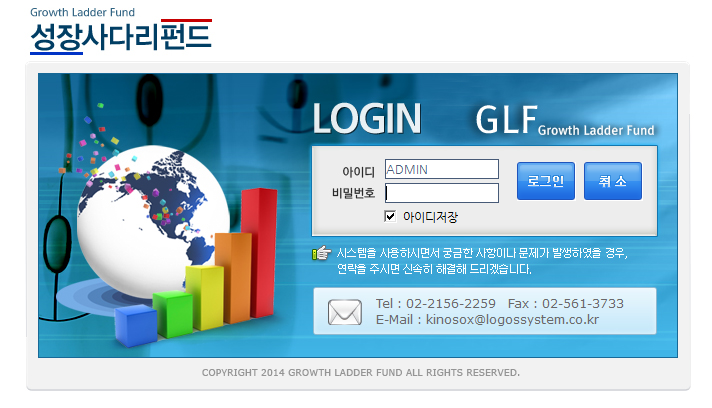 Growth Ladder Fund
성장사다리펀드
LOGIN GLF Growth Ladder Fund
아이디 ADMIN
비밀번호
로그인 취 소
아이디저장
시스템을 사용하시면서 궁금한 사항이나 문제가 발생하였을 경우,
연락을 주시면 신속히 해결해 드리겠습니다.
Tel : 02-2156-2259 Fax : 02-561-3733
E-Mail : kinosox@logossystem.co.kr
COPYRIGHT 2014 GROWTH LADDER FUND ALL RIGHTS RESERVED.